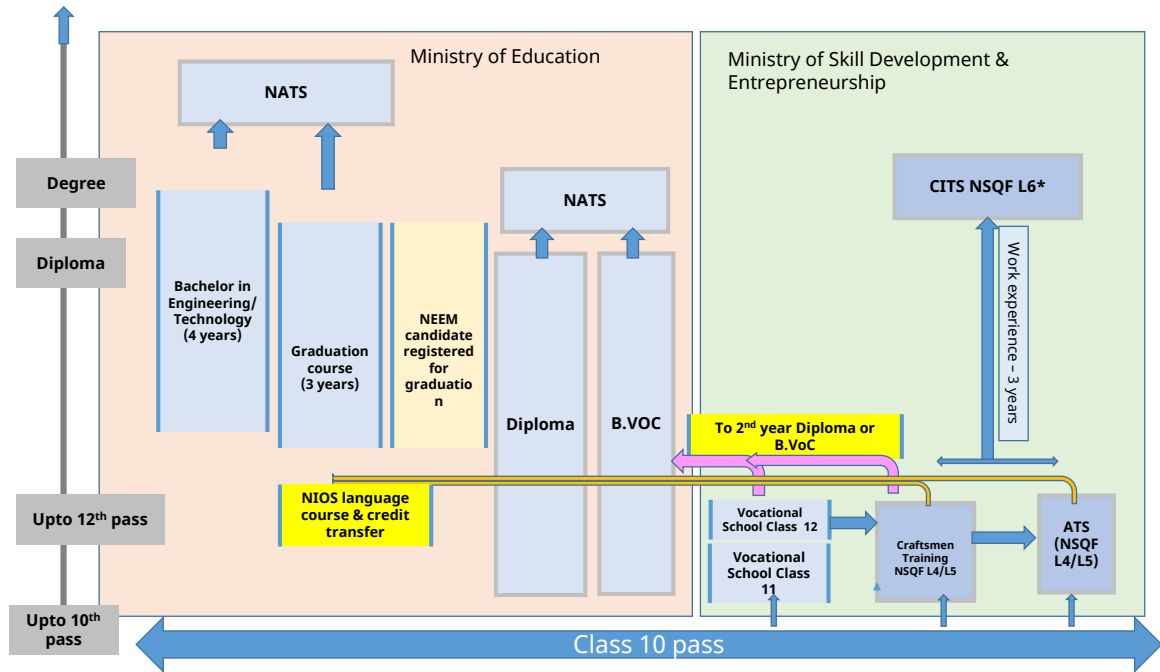 Ministry of Education
Ministry of Skill Development &
Entrepreneurship
NATS
Degree
Diploma
Upto 12th pass
Upto 10th
pass
Bachelor in
Engineering/
Technology
(4 years)
Graduation
course
(3 years)
NEEM
candidate
registered
for
graduatio
n
NATS
Diploma
B.VOC
CITS NSQF L6*
Work experience – 3 years
To 2nd year Diploma or
B.VoC
NIOS language
course & credit
transfer
Vocational
School Class 12
Vocational
School Class
11
Craftsmen
Training
NSQF L4/L5
ATS
(NSQF
L4/L5)
Class 10 pass